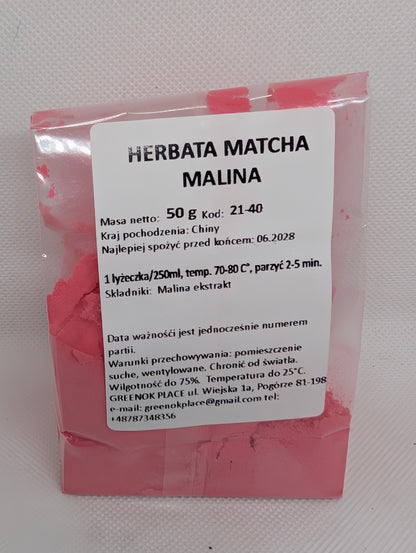 HERBATA MATCHA
MALINA
Masa netto: 50 g Kod: 21-40
Kraj pochodzenia: Chiny
Najlepiej spożyć przed końcem: 06.2028
1 łyżeczka/250ml, temp. 70-80 C°, parzyć 2-5 min.
Składniki: Malina ekstrakt
Data ważności jest jednocześnie numerem
partii.
Warunki przechowywania: pomieszczenie
suche, wentylowane. Chronić od światła.
Wilgotność do 75%. Temperatura do 25°C.
GREENOK PLACE ul. Wiejska 1a, Pogórze 81-198
e-mail: greenokplace@gmail.com tel:
+48787348356